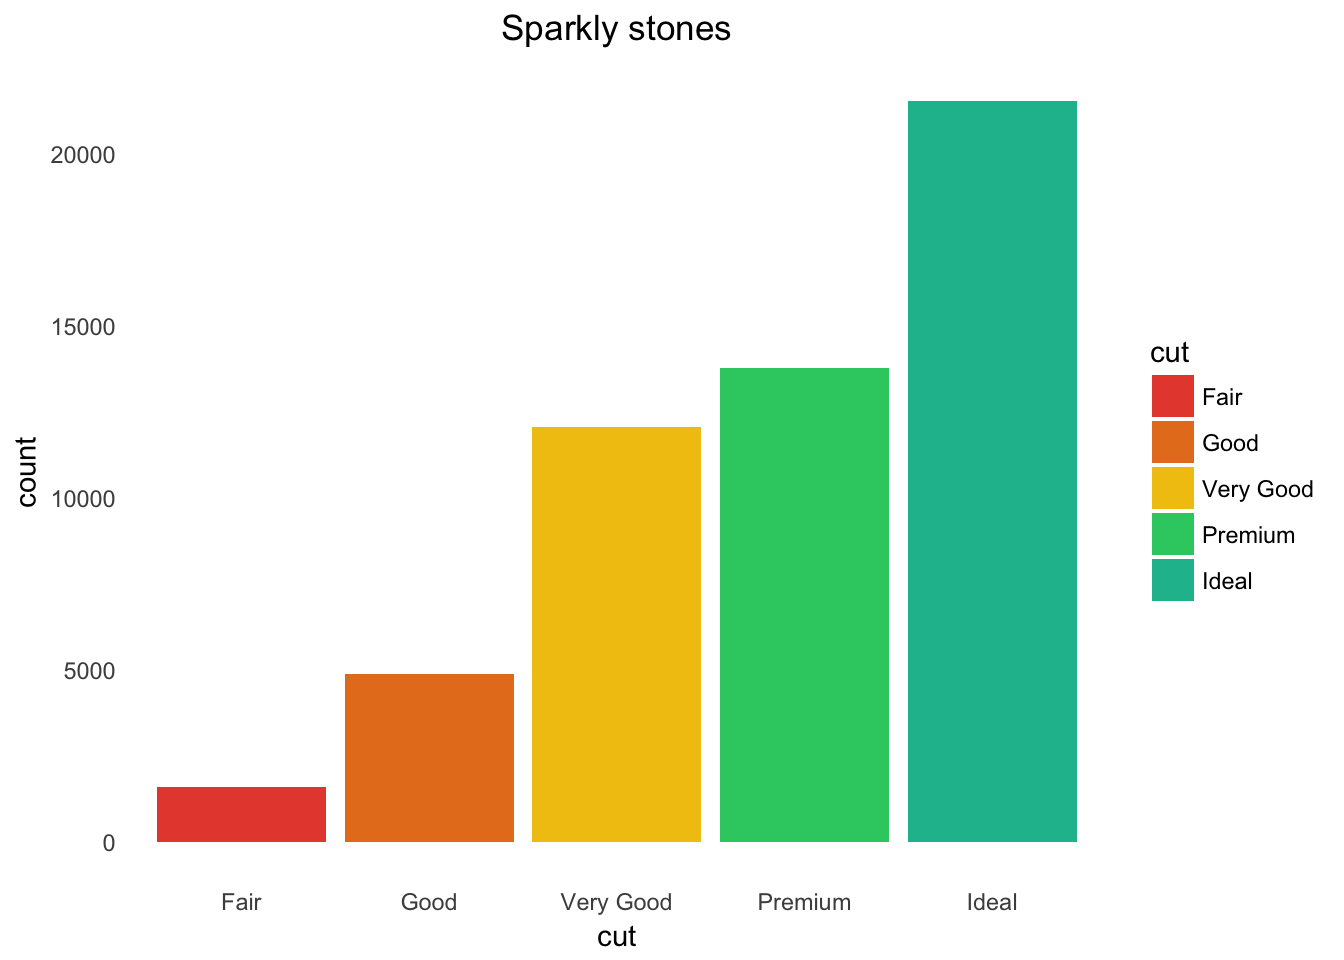 Sparkly stones
count
20000
15000
10000
5000
0
Fair Good Very Good Premium Ideal
cut
cut
Fair
Good
Very Good
Premium
Ideal